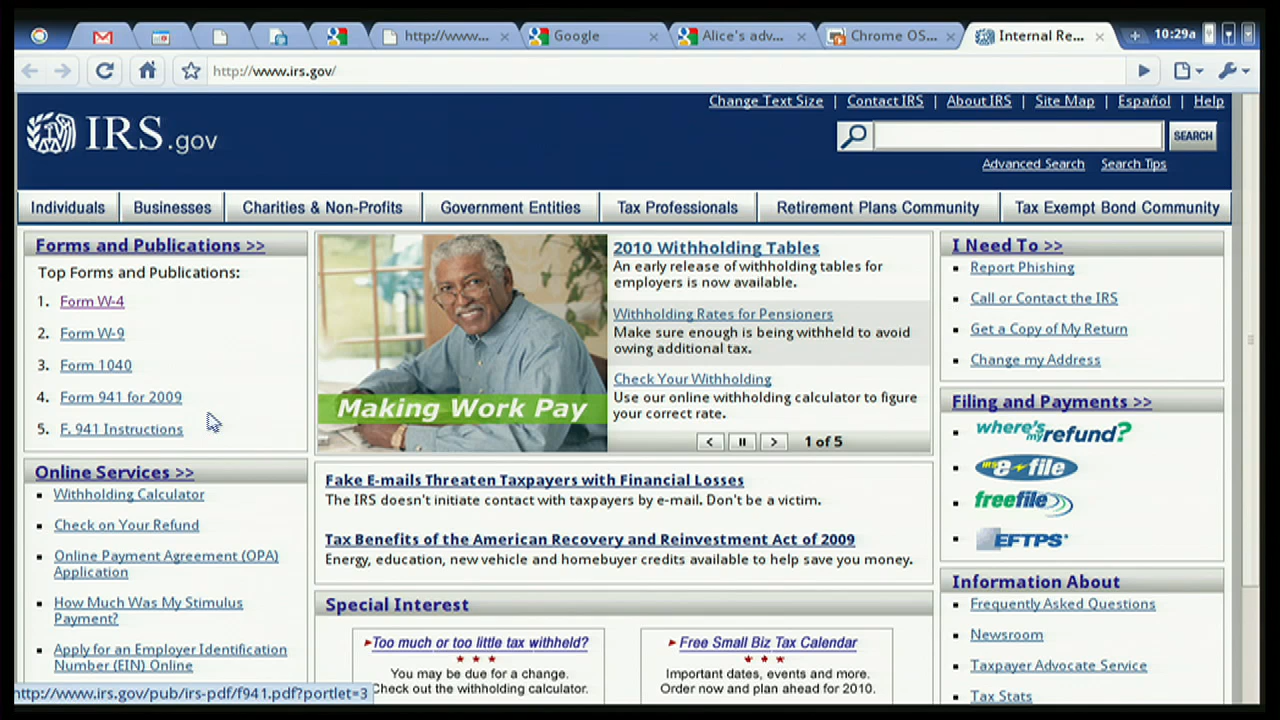 http://www...
Google
Alice's adv...
Chrome OS...
Internal Re...
10:29a
http://www.irs.gov/
Change Text Size | Contact IRS | About IRS | Site Map | Español | Help
IRS.gov
SEARCH
Advanced Search Search Tips
Individuals Businesses Charities & Non-Profits Government Entities Tax Professionals Retirement Plans Community Tax Exempt Bond Community
Forms and Publications >>
Top Forms and Publications:
1. Form W-4
2. Form W-9
3. Form 1040
4. Form 941 for 2009
5. F. 941 Instructions
Online Services >>
Withholding Calculator
Check on Your Refund
Online Payment Agreement (OPA)
Application
How Much Was My Stimulus
Payment?
Apply for an Employer Identification
Number (EIN) Online
http://www.irs.gov/pub/irs-pdf/f941.pdf?portlet=3
Making Work Pay
2010 Withholding Tables
An early release of withholding tables for
employers is now available.
Withholding Rates for Pensioners
Make sure enough is being withheld to avoid
owing additional tax.
Check Your Withholding
Use our online withholding calculator to figure
your correct rate.
< > 1 of 5
Fake E-mails Threaten Taxpayers with Financial Losses
The IRS doesn't initiate contact with taxpayers by e-mail. Don't be a victim.
Tax Benefits of the American Recovery and Reinvestment Act of 2009
Energy, education, new vehicle and homebuyer credits available to help save you money.
Special Interest
Too much or too little tax withheld?
You may be due for a change.
Check out the withholding calculator.
Free Small Biz Tax Calendar
Important dates, events and more.
Order now and plan ahead for 2010.
I Need To >>
Report Phishing
Call or Contact the IRS
Get a Copy of My Return
Change my Address
Filing and Payments >>
where's my refund?
IRS e-file
freefile
EFTPS
Information About
Frequently Asked Questions
Newsroom
Taxpayer Advocate Service
Tax Stats